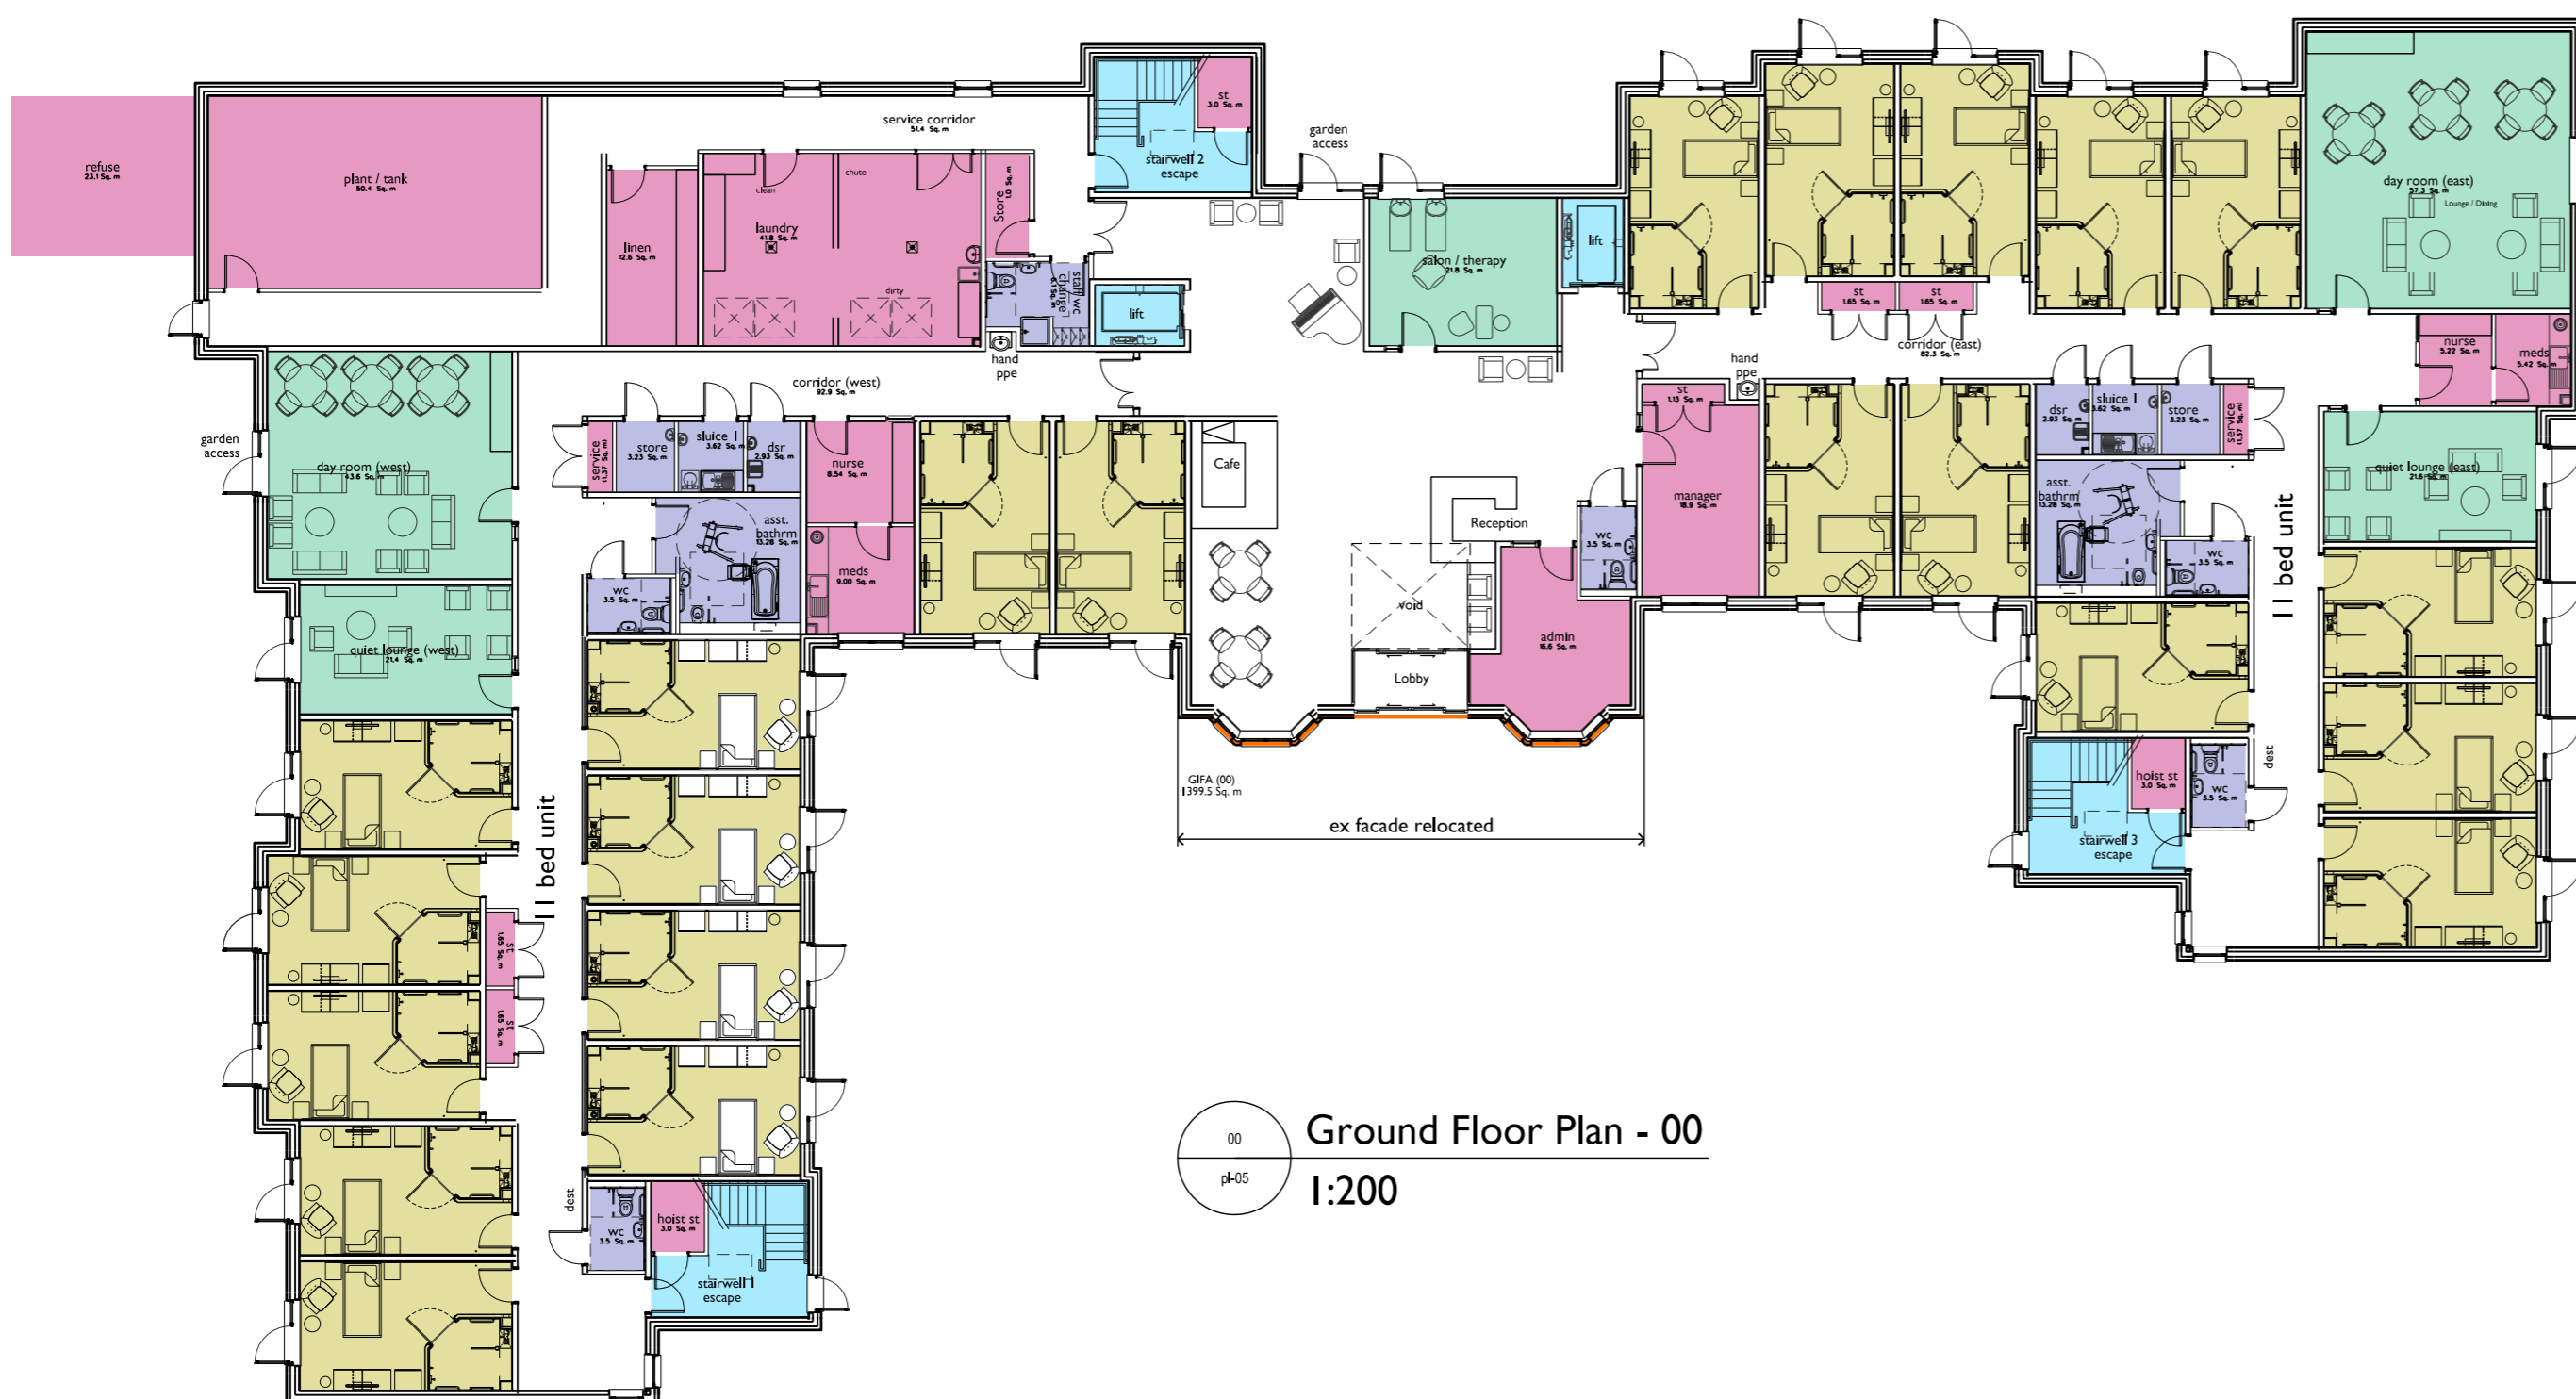 refuse
23.1 Sq. m
plant / tank
50.4 Sq. m
service corridor
51.4 Sq. m
linen
12.6 Sq. m
clean
chute
laundry
41.8 Sq. m
dirty
Store
staff wc
change
hand
ppe
lift
st
3.0 Sq. m
stairwell 2
escape
garden
access
salon / therapy
21.8 Sq. m
lift
st
1.65 Sq. m
st
1.65 Sq. m
corridor (east)
82.3 Sq. m
day room (east)
57.3 Sq. m
Lounge / Dining
nurse
5.22 Sq. m
meds
5.42 Sq. m
hand
ppe
st
1.13 Sq. m
manager
18.9 Sq. m
dsr
2.93 Sq. m
sluice 1
3.62 Sq. m
store
3.23 Sq. m
service
(1.37 Sq. m)
asst.
bathrm
13.28 Sq. m
wc
3.5 Sq. m
11 bed unit
quiet lounge (east)
21.6 Sq. m
corridor (west)
92.9 Sq. m
garden
access
day room (west)
43.6 Sq. m
service
(1.37 Sq. m)
store
3.23 Sq. m
sluice 1
3.62 Sq. m
dsr
2.93 Sq. m
nurse
8.54 Sq. m
asst.
bathrm
13.28 Sq. m
meds
9.00 Sq. m
wc
3.5 Sq. m
quiet lounge (west)
21.4 Sq. m
Cafe
Reception
void
Lobby
wc
3.5 Sq. m
admin
16.6 Sq. m
GIFA (00)
1399.5 Sq. m
ex facade relocated
hoist st
3.0 Sq. m
wc
3.5 Sq. m
dest
stairwell 3
escape
11 bed unit
st
1.65 Sq. m
st
1.65 Sq. m
dest
wc
3.5 Sq. m
hoist st
3.0 Sq. m
stairwell 1
escape
00
pl-05
Ground Floor Plan - 00
1:200